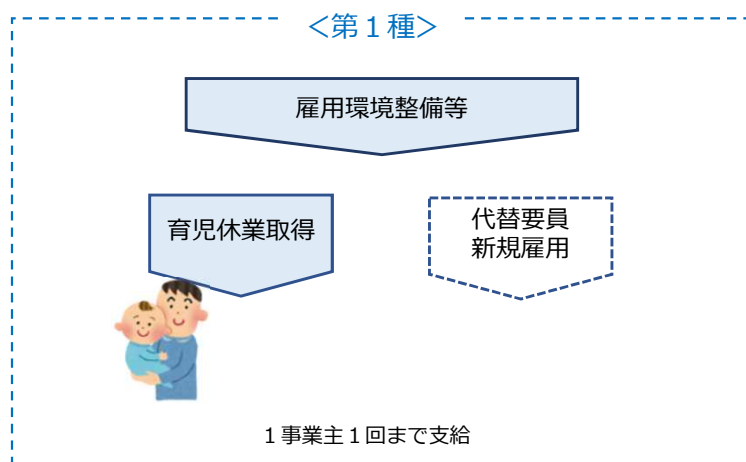 ＜第１種＞
雇用環境整備等
育児休業取得
代替要員
新規雇用
１事業主１回まで支給